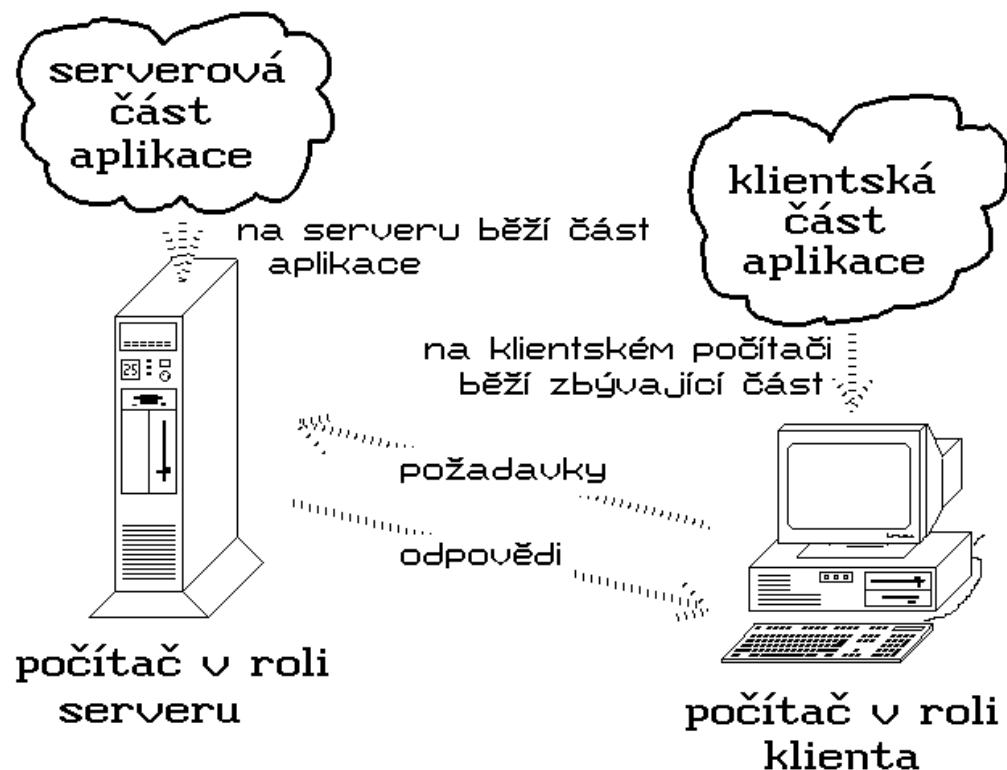 serverová
část
aplikace
na serveru běží část
aplikace
klientská
část
aplikace
na klientském počítači
běží zbývající část
25
požadavky
odpovědi
počítač v roli
serveru
počítač v roli
klienta